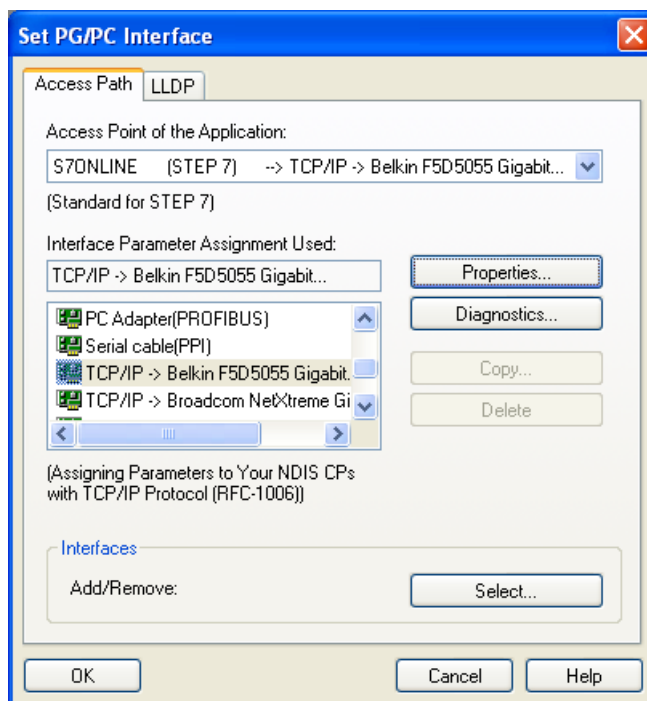 Set PG/PC Interface
Access Path
LLDP
Access Point of the Application:
S7ONLINE (STEP 7) --> TCP/IP -> Belkin F5D5055 Gigabit...
(Standard for STEP 7)
Interface Parameter Assignment Used:
TCP/IP -> Belkin F5D5055 Gigabit...
Properties...
PC Adapter(PROFIBUS)
Diagnostics...
Serial cable(PPI)
TCP/IP -> Belkin F5D5055 Gigabit.
Copy...
TCP/IP -> Broadcom NetXtreme Gi
Delete
(Assigning Parameters to Your NDIS CPs
with TCP/IP Protocol (RFC-1006))
Interfaces
Add/Remove:
Select...
OK
Cancel
Help